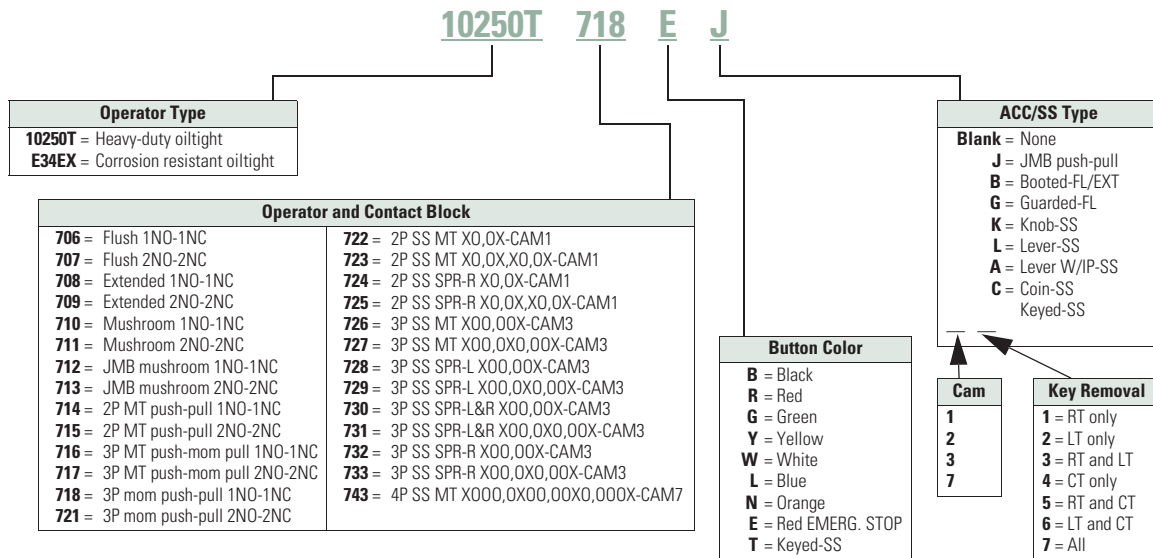 10250T 718 E J
Operator Type
10250T = Heavy-duty oiltight
E34EX = Corrosion resistant oiltight
Operator and Contact Block
706 = Flush 1NO-1NC
707 = Flush 2NO-2NC
708 = Extended 1NO-1NC
709 = Extended 2NO-2NC
710 = Mushroom 1NO-1NC
711 = Mushroom 2NO-2NC
712 = JMB mushroom 1NO-1NC
713 = JMB mushroom 2NO-2NC
714 = 2P MT push-pull 1NO-1NC
715 = 2P MT push-pull 2NO-2NC
716 = 3P MT push-mom pull 1NO-1NC
717 = 3P MT push-mom pull 2NO-2NC
718 = 3P mom push-pull 1NO-1NC
721 = 3P mom push-pull 2NO-2NC
722 = 2P SS MT XO,OX-CAM1
723 = 2P SS MT XO,OX,XO,OX-CAM1
724 = 2P SS SPR-R XO,OX-CAM1
725 = 2P SS SPR-R XO,OX,XO,OX-CAM1
726 = 3P SS MT XOO,OOX-CAM3
727 = 3P SS MT XOO,OXO,OOX-CAM3
728 = 3P SS SPR-L XOO,OOX-CAM3
729 = 3P SS SPR-L XOO,OXO,OOX-CAM3
730 = 3P SS SPR-L&R XOO,OOX-CAM3
731 = 3P SS SPR-L&R XOO,OXO,OOX-CAM3
732 = 3P SS SPR-R XOO,OOX-CAM3
733 = 3P SS SPR-R XOO,OXO,OOX-CAM3
743 = 4P SS MT XOOO,OXOO,OOXO,OOOX-CAM7
Button Color
B = Black
R = Red
G = Green
Y = Yellow
W = White
L = Blue
N = Orange
E = Red EMERG. STOP
T = Keyed-SS
ACC/SS Type
Blank = None
J = JMB push-pull
B = Booted-FL/EXT
G = Guarded-FL
K = Knob-SS
L = Lever-SS
A = Lever W/IP-SS
C = Coin-SS
Keyed-SS
_ _
Cam
1
2
3
7
Key Removal
1 = RT only
2 = LT only
3 = RT and LT
4 = CT only
5 = RT and CT
6 = LT and CT
7 = All